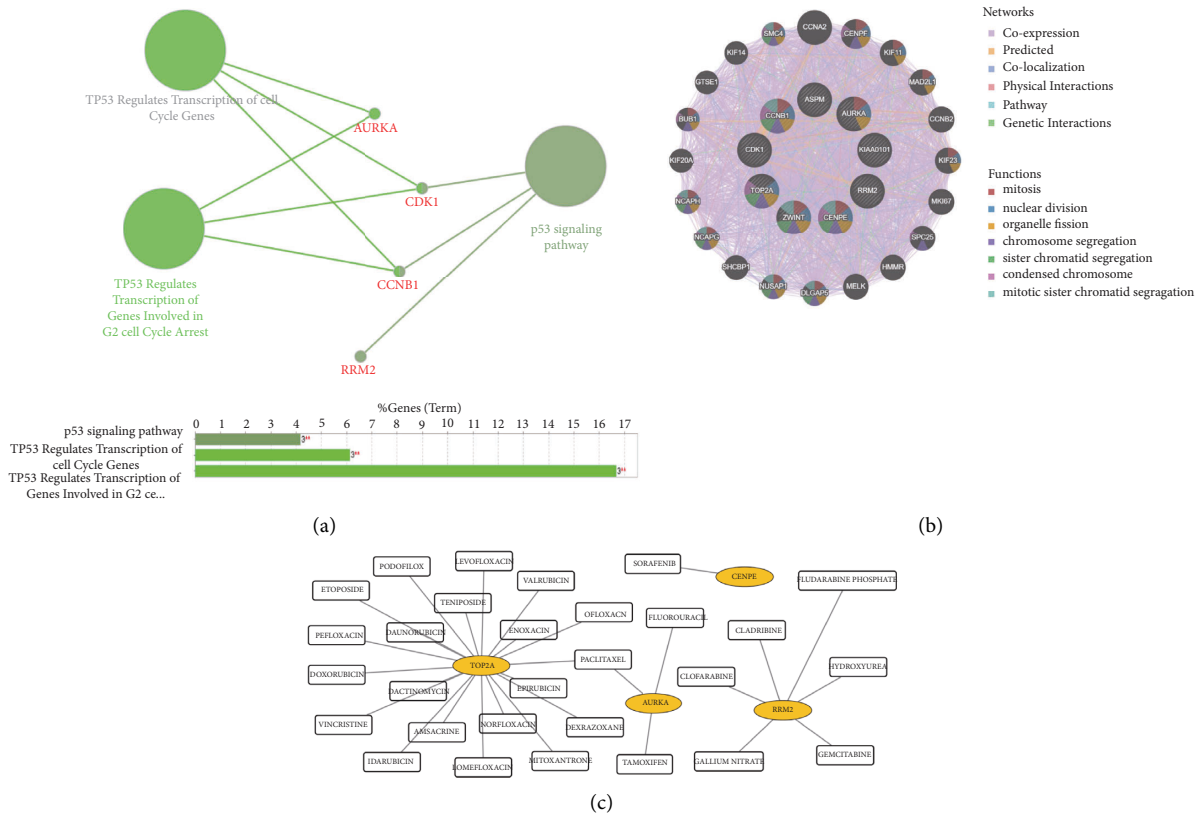 TP53 Regulates Transcription of cell
Cycle Genes
AURKA
CDK1
p53 signaling
pathway
TP53 Regulates
Transcription of
Genes Involved in
G2 cell Cycle Arrest
CCNB1
RRM2
%Genes (Term)
0 1 2 3 4 5 6 7 8 9 10 11 12 13 14 15 16 17
p53 signaling pathway
3**
TP53 Regulates Transcription of
cell Cycle Genes
3**
TP53 Regulates Transcription of
Genes Involved in G2 ce...
3**
(a)
CCNA2
SMC4
CENPF
KIF14
KIF11
GTSE1
MAD2L1
ASPM
CCNB1
AURKA
BUB1
CCNB2
CDK1
KIAA0101
KIF20A
KIF23
TOP2A
RRM2
NCAPH
MKI67
ZWINT
CENPE
NCAPG
SPC25
SHCBP1
HMMR
NUSAP1
DLGAP5
MELK
Networks
Co-expression
Predicted
Co-localization
Physical Interactions
Pathway
Genetic Interactions
Functions
mitosis
nuclear division
organelle fission
chromosome segregation
sister chromatid segregation
condensed chromosome
mitotic sister chromatid segragation
(b)
LEVOFLOXACIN
PODOFILOX
VALRUBICIN
ETOPOSIDE
TENIPOSIDE
OFLOXACN
PEFLOXACIN
DAUNORUBICIN
ENOXACIN
TOP2A
PACLITAXEL
DOXORUBICIN
DACTINOMYCIN
EPIRUBICIN
VINCRISTINE
AMSACRINE
NORFLOXACIN
DEXRAZOXANE
IDARUBICIN
LOMEFLOXACIN
MITOXANTRONE
SORAFENIB
CENPE
FLUOROURACIL
AURKA
TAMOXIFEN
FLUDARABINE PHOSPHATE
CLADRIBINE
CLOFARABINE
HYDROXYUREA
RRM2
GALLIUM NITRATE
GEMCITABINE
(c)